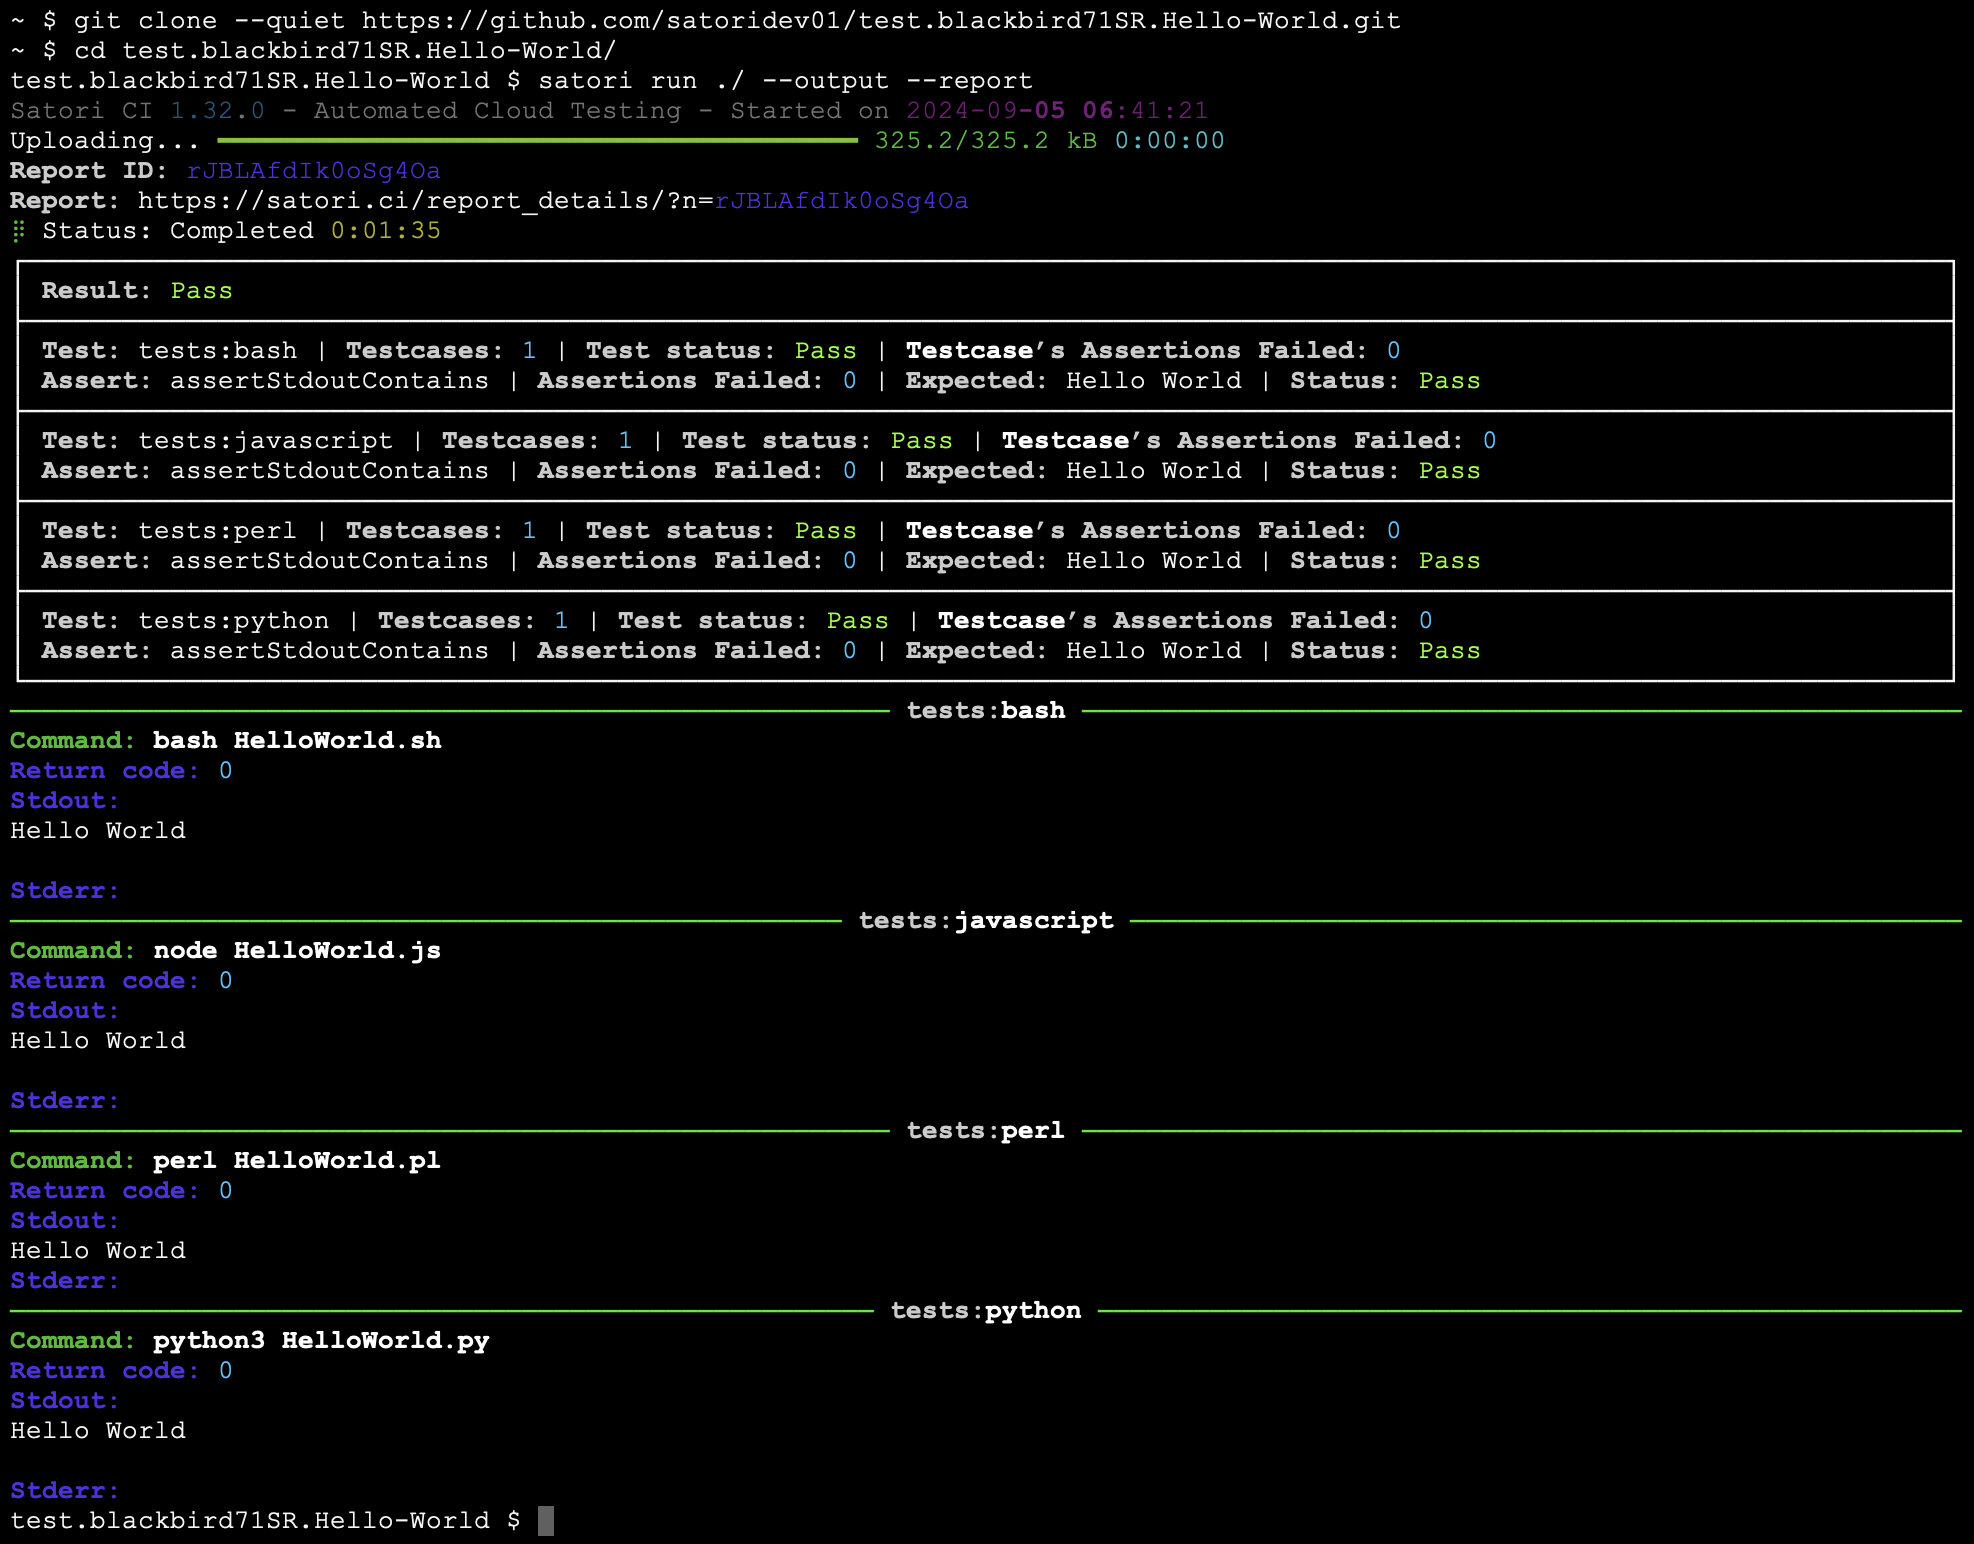 ~ $ git clone --quiet https://github.com/satoridev01/test.blackbird71SR.Hello-World.git
~ $ cd test.blackbird71SR.Hello-World/
test.blackbird71SR.Hello-World $ satori run ./ --output --report
Satori CI 1.32.0 - Automated Cloud Testing - Started on 2024-09-05 06:41:21
Uploading... 325.2/325.2 kB 0:00:00
Report ID: rJBLAfdIk0oSg4Oa
Report: https://satori.ci/report_details/?n=rJBLAfdIk0oSg4Oa
Status: Completed 0:01:35
Result: Pass
Test: tests:bash | Testcases: 1 | Test status: Pass | Testcase’s Assertions Failed: 0
Assert: assertStdoutContains | Assertions Failed: 0 | Expected: Hello World | Status: Pass
Test: tests:javascript | Testcases: 1 | Test status: Pass | Testcase’s Assertions Failed: 0
Assert: assertStdoutContains | Assertions Failed: 0 | Expected: Hello World | Status: Pass
Test: tests:perl | Testcases: 1 | Test status: Pass | Testcase’s Assertions Failed: 0
Assert: assertStdoutContains | Assertions Failed: 0 | Expected: Hello World | Status: Pass
Test: tests:python | Testcases: 1 | Test status: Pass | Testcase’s Assertions Failed: 0
Assert: assertStdoutContains | Assertions Failed: 0 | Expected: Hello World | Status: Pass
tests:bash
Command: bash HelloWorld.sh
Return code: 0
Stdout:
Hello World
Stderr:
tests:javascript
Command: node HelloWorld.js
Return code: 0
Stdout:
Hello World
Stderr:
tests:perl
Command: perl HelloWorld.pl
Return code: 0
Stdout:
Hello World
Stderr:
tests:python
Command: python3 HelloWorld.py
Return code: 0
Stdout:
Hello World
Stderr:
test.blackbird71SR.Hello-World $